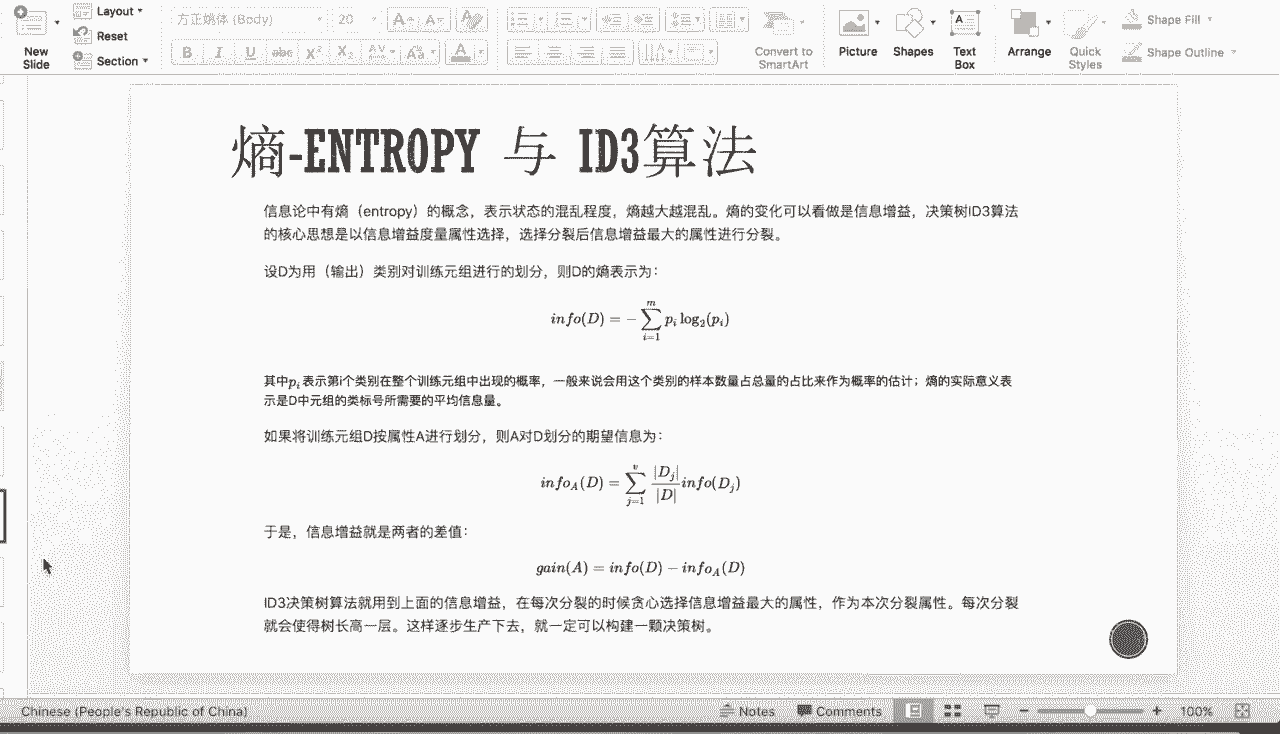 Layout
Reset
Section
New
Slide
方正姚体 (Body)
20
Convert to
SmartArt
Picture
Shapes
Text
Box
Arrange
Quick
Styles
Shape Fill
Shape Outline
熵-ENTROPY 与 ID3算法
信息论中有熵（entropy）的概念，表示状态的混乱程度，熵越大越混乱。熵的变化可以看做是信息增益，决策树ID3算法
的核心思想是以信息增益度量属性选择，选择分裂后信息增益最大的属性进行分裂。
设D为用（输出）类别对训练元组进行的划分，则D的熵表示为：
info(D) = − ∑_{i=1}^{m} p_i log_2(p_i)
其中p_i 表示第i个类别在整个训练元组中出现的概率，一般来说会用这个类别的样本数量占总量的占比来作为概率的估计；熵的实际意义表
示是D中元组的类标号所需要的平均信息量。
如果将训练元组D按属性A进行划分，则A对D划分的期望信息为：
info_A(D) = ∑_{j=1}^{v} |D_j|/|D| info(D_j)
于是，信息增益就是两者的差值：
gain(A) = info(D) − info_A(D)
ID3决策树算法就用到上面的信息增益，在每次分裂的时候贪心选择信息增益最大的属性，作为本次分裂属性。每次分裂
就会使得树长高一层。这样逐步生产下去，就一定可以构建一颗决策树。
Chinese (People's Republic of China)
Notes
Comments
100%